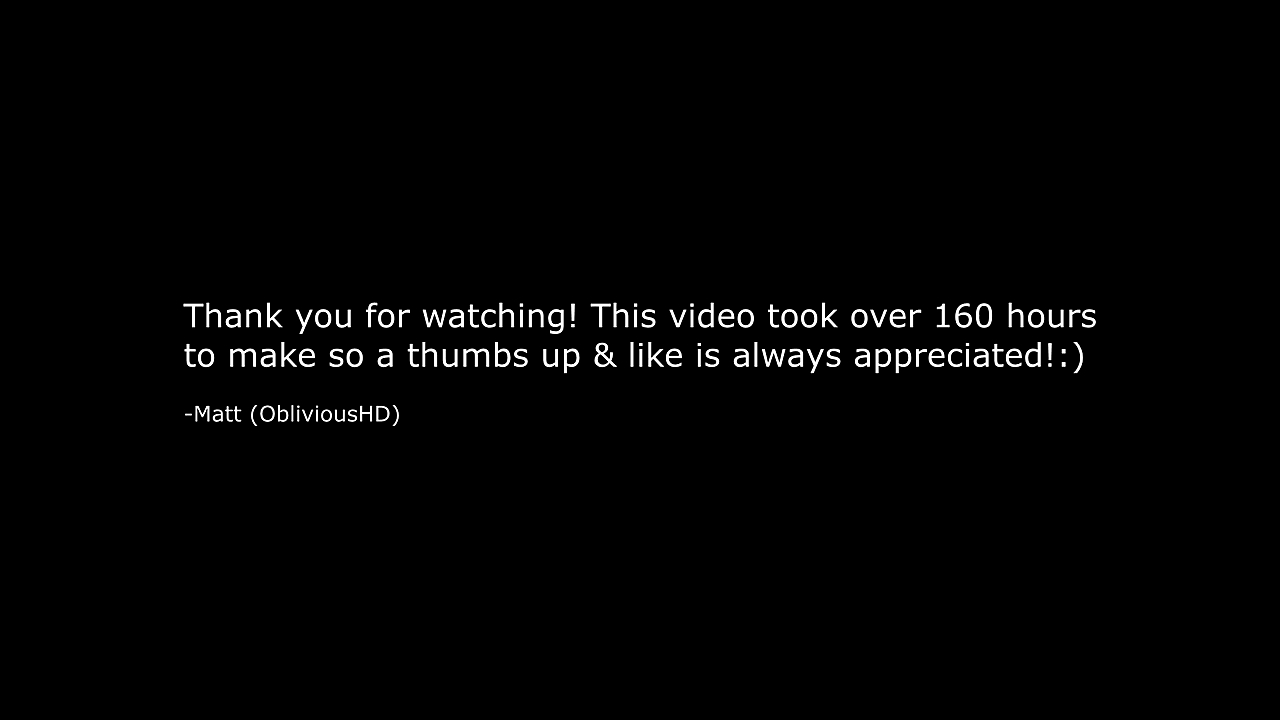 Thank you for watching! This video took over 160 hours
to make so a thumbs up & like is always appreciated!:)
-Matt (ObliviousHD)